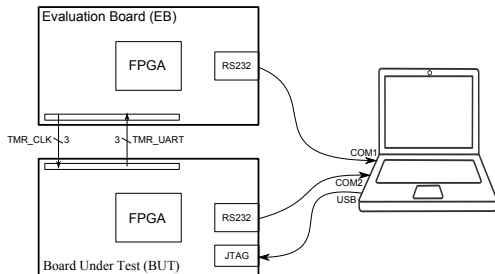 Evaluation Board (EB)
FPGA
RS232
TMR_CLK 3
3 TMR_UART
COM1
COM2
USB
FPGA
RS232
JTAG
Board Under Test (BUT)